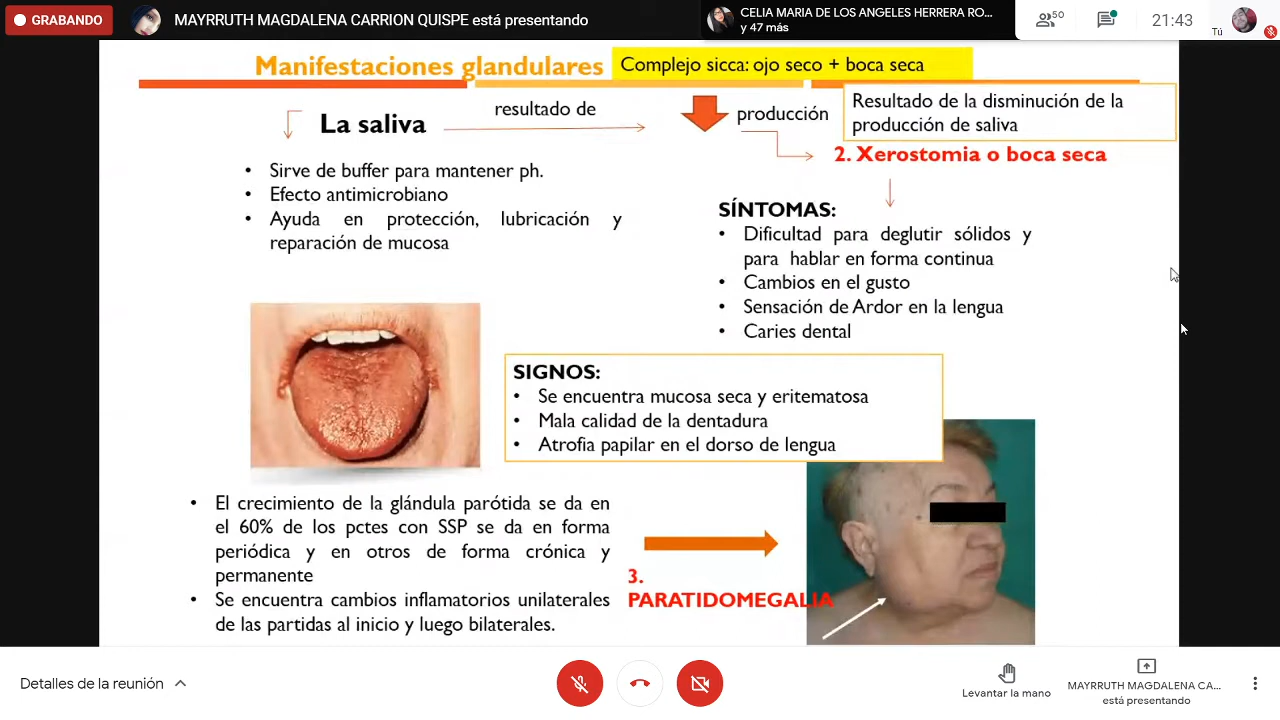 GRABANDO
MAYRRUTH MAGDALENA CARRION QUISPE está presentando
CELIA MARIA DE LOS ANGELES HERRERA RO...
y 47 más
50
21:43
Tú
Manifestaciones glandulares
Complejo sicca: ojo seco + boca seca
La saliva
resultado de
producción
Resultado de la disminución de la
producción de saliva
2. Xerostomia o boca seca
• Sirve de buffer para mantener ph.
• Efecto antimicrobiano
• Ayuda en protección, lubricación y
reparación de mucosa
SÍNTOMAS:
• Dificultad para deglutir sólidos y
para hablar en forma continua
• Cambios en el gusto
• Sensación de Ardor en la lengua
• Caries dental
SIGNOS:
• Se encuentra mucosa seca y eritematosa
• Mala calidad de la dentadura
• Atrofia papilar en el dorso de lengua
• El crecimiento de la glándula parótida se da en
el 60% de los pctes con SSP se da en forma
periódica y en otros de forma crónica y
permanente
• Se encuentra cambios inflamatorios unilaterales
de las partidas al inicio y luego bilaterales.
3.
PARATIDOMEGALIA
Detalles de la reunión
Levantar la mano
MAYRRUTH MAGDALENA CA...
está presentando